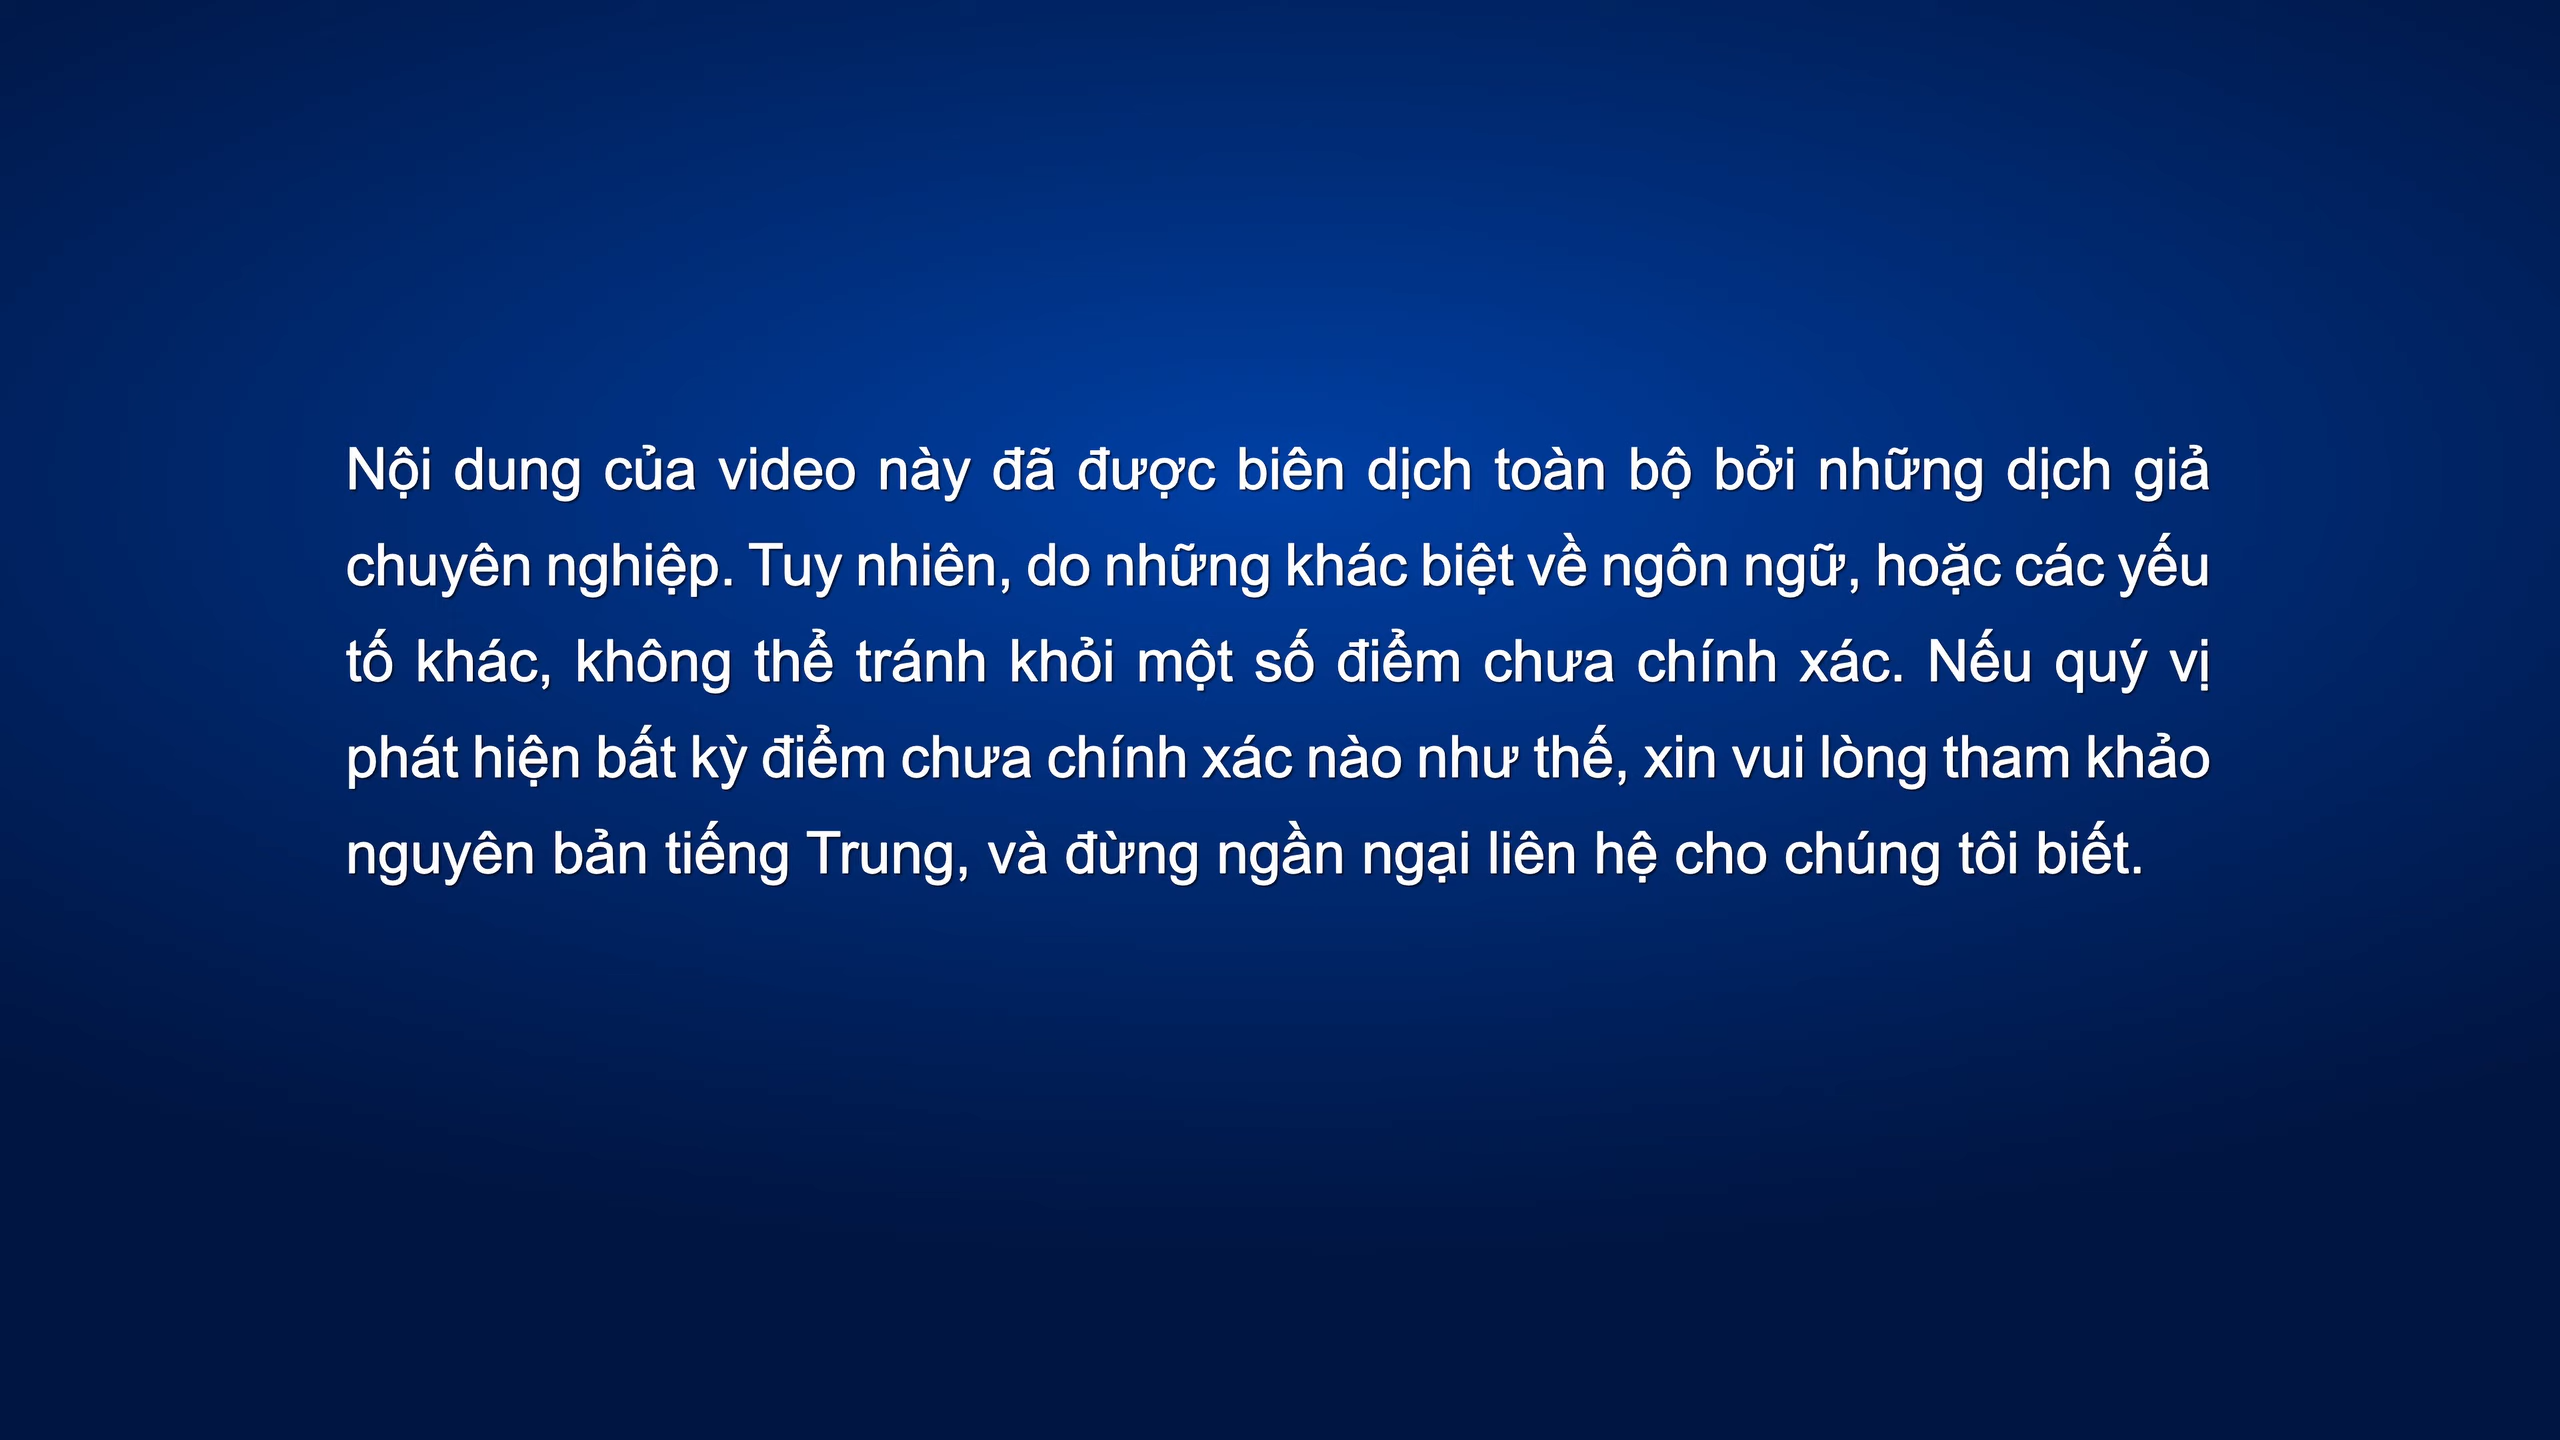 Nội dung của video này đã được biên dịch toàn bộ bởi những dịch giả
chuyên nghiệp. Tuy nhiên, do những khác biệt về ngôn ngữ, hoặc các yếu
tố khác, không thể tránh khỏi một số điểm chưa chính xác. Nếu quý vị
phát hiện bất kỳ điểm chưa chính xác nào như thế, xin vui lòng tham khảo
nguyên bản tiếng Trung, và đừng ngần ngại liên hệ cho chúng tôi biết.